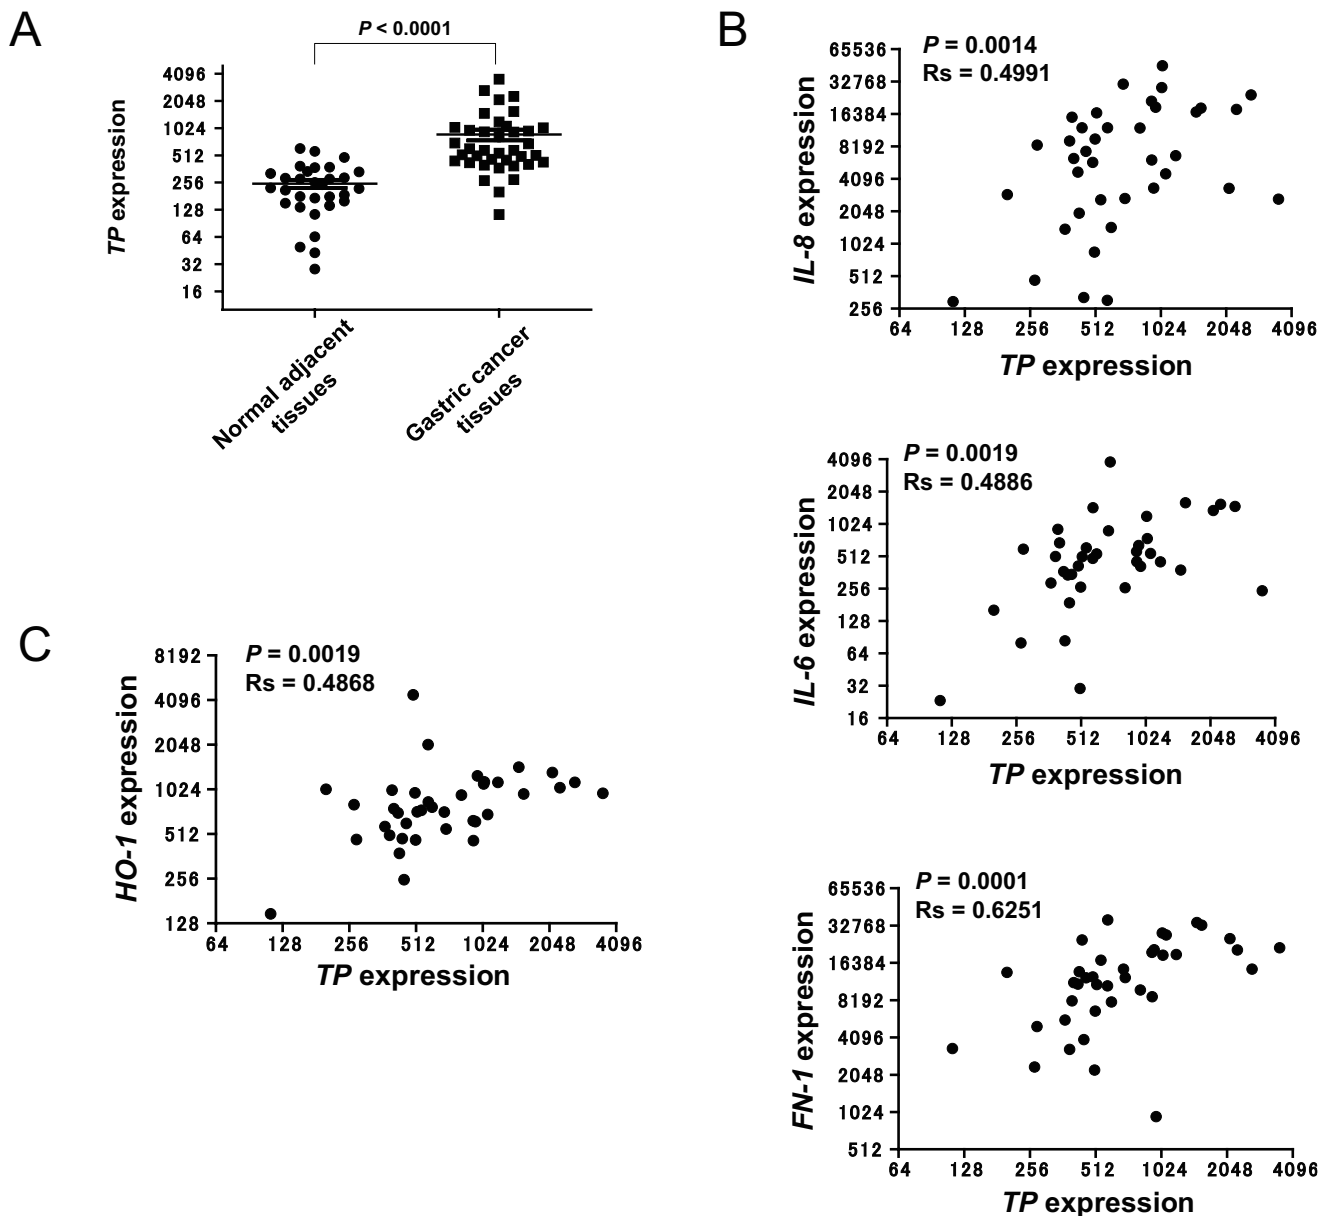 A
P < 0.0001
TP expression
4096
2048
1024
512
256
128
64
32
16
Normal adjacent
tissues
Gastric cancer
tissues
B
P = 0.0014
Rs = 0.4991
IL-8 expression
65536
32768
16384
8192
4096
2048
1024
512
256
64 128 256 512 1024 2048 4096
TP expression
P = 0.0019
Rs = 0.4886
IL-6 expression
4096
2048
1024
512
256
128
64
32
16
64 128 256 512 1024 2048 4096
TP expression
P = 0.0001
Rs = 0.6251
FN-1 expression
65536
32768
16384
8192
4096
2048
1024
512
64 128 256 512 1024 2048 4096
TP expression
C
P = 0.0019
Rs = 0.4868
HO-1 expression
8192
4096
2048
1024
512
256
128
64 128 256 512 1024 2048 4096
TP expression